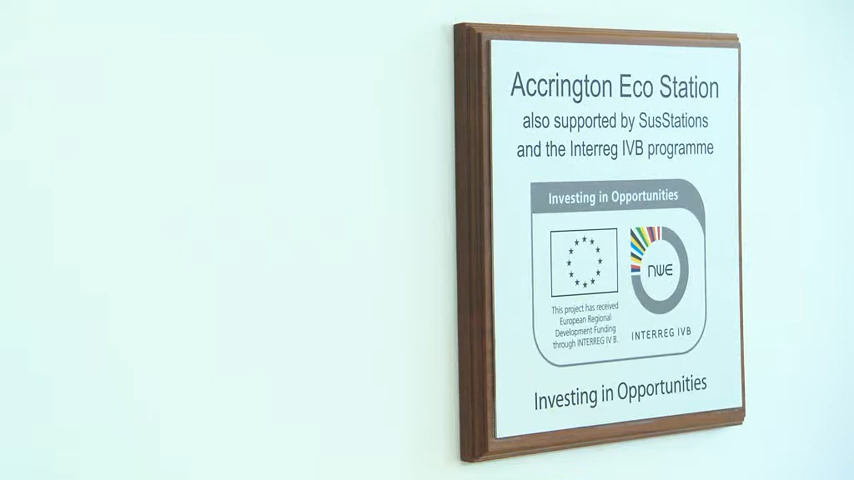 Accrington Eco Station
also supported by SusStations
and the Interreg IVB programme
Investing in Opportunities
nwe
This project has received
European Regional
Development Funding
through INTERREG IV B.
INTERREG IVB
Investing in Opportunities